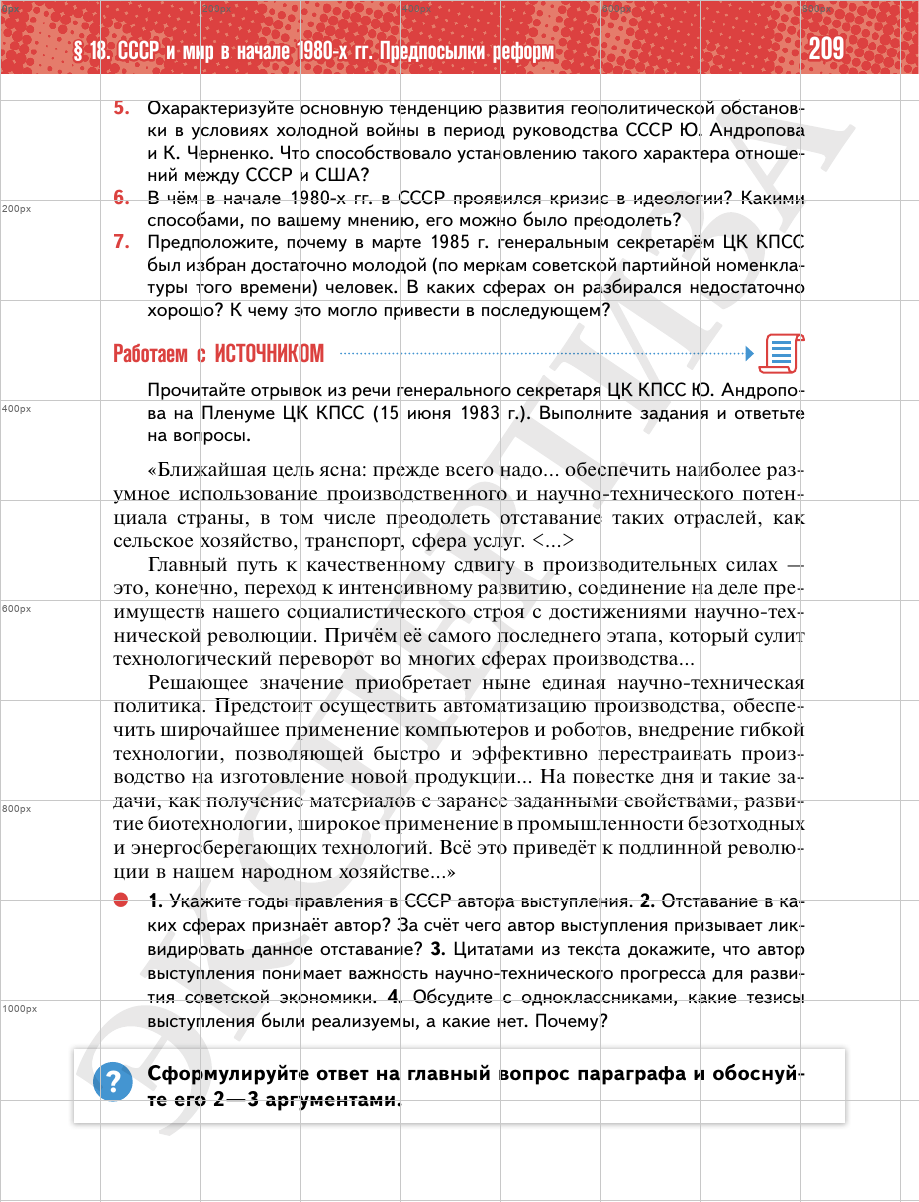 § 18. СССР и мир в начале 1980-х гг. Предпосылки реформ 209
5. Охарактеризуйте основную тенденцию развития геополитической обстанов-
ки в условиях холодной войны в период руководства СССР Ю. Андропова
и К. Черненко. Что способствовало установлению такого характера отноше-
ний между СССР и США?
6. В чём в начале 1980-х гг. в СССР проявился кризис в идеологии? Какими
способами, по вашему мнению, его можно было преодолеть?
7. Предположите, почему в марте 1985 г. генеральным секретарём ЦК КПСС
был избран достаточно молодой (по меркам советской партийной номенкла-
туры того времени) человек. В каких сферах он разбирался недостаточно
хорошо? К чему это могло привести в последующем?
Работаем с ИСТОЧНИКОМ
Прочитайте отрывок из речи генерального секретаря ЦК КПСС Ю. Андропо-
ва на Пленуме ЦК КПСС (15 июня 1983 г.). Выполните задания и ответьте
на вопросы.
«Ближайшая цель ясна: прежде всего надо... обеспечить наиболее раз-
умное использование производственного и научно-технического потен-
циала страны, в том числе преодолеть отставание таких отраслей, как
сельское хозяйство, транспорт, сфера услуг. <...>
Главный путь к качественному сдвигу в производительных силах —
это, конечно, переход к интенсивному развитию, соединение на деле пре-
имуществ нашего социалистического строя с достижениями научно-тех-
нической революции. Причём её самого последнего этапа, который сулит
технологический переворот во многих сферах производства...
Решающее значение приобретает ныне единая научно-техническая
политика. Предстоит осуществить автоматизацию производства, обеспе-
чить широчайшее применение компьютеров и роботов, внедрение гибкой
технологии, позволяющей быстро и эффективно перестраивать произ-
водство на изготовление новой продукции... На повестке дня и такие за-
дачи, как получение материалов с заранее заданными свойствами, разви-
тие биотехнологии, широкое применение в промышленности безотходных
и энергосберегающих технологий. Всё это приведёт к подлинной револю-
ции в нашем народном хозяйстве...»
1. Укажите годы правления в СССР автора выступления. 2. Отставание в ка-
ких сферах признаёт автор? За счёт чего автор выступления призывает лик-
видировать данное отставание? 3. Цитатами из текста докажите, что автор
выступления понимает важность научно-технического прогресса для разви-
тия советской экономики. 4. Обсудите с одноклассниками, какие тезисы
выступления были реализуемы, а какие нет. Почему?
? Сформулируйте ответ на главный вопрос параграфа и обоснуй-
те его 2—3 аргументами.
ЭКСПЕРТИЗА
200px
400px
600px
800px
1000px